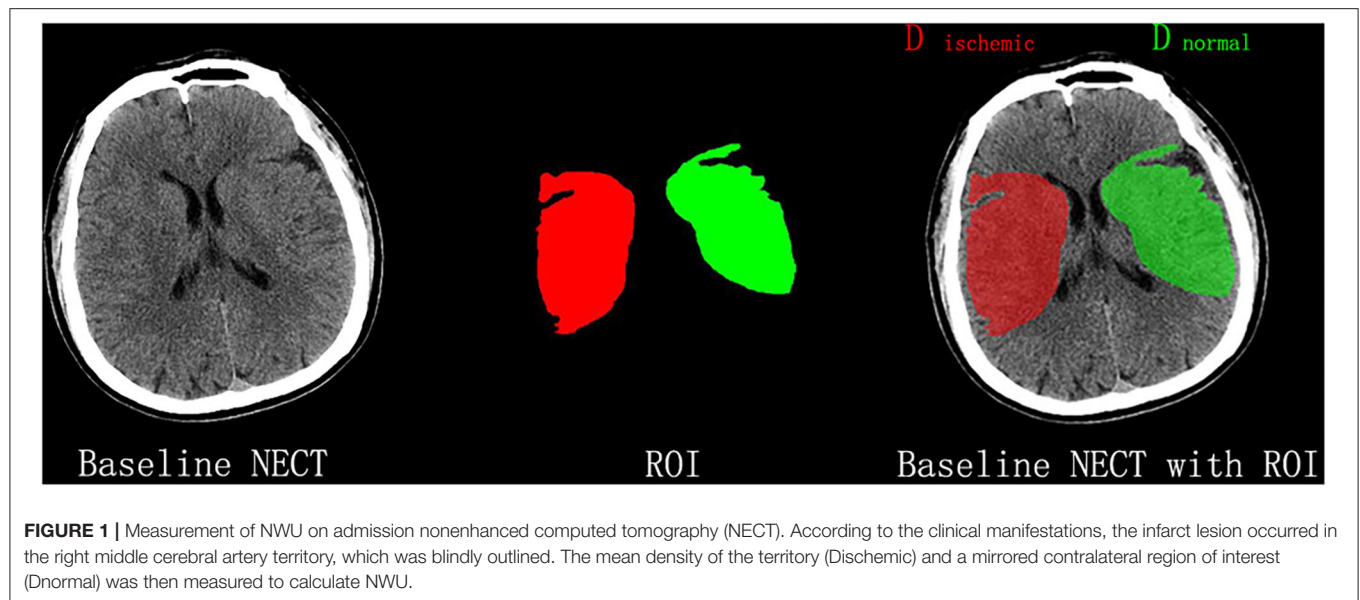 D ischemic D normal
Baseline NECT ROI Baseline NECT with ROI
FIGURE 1 | Measurement of NWU on admission nonenhanced computed tomography (NECT). According to the clinical manifestations, the infarct lesion occurred in
the right middle cerebral artery territory, which was blindly outlined. The mean density of the territory (Dischemic) and a mirrored contralateral region of interest
(Dnormal) was then measured to calculate NWU.